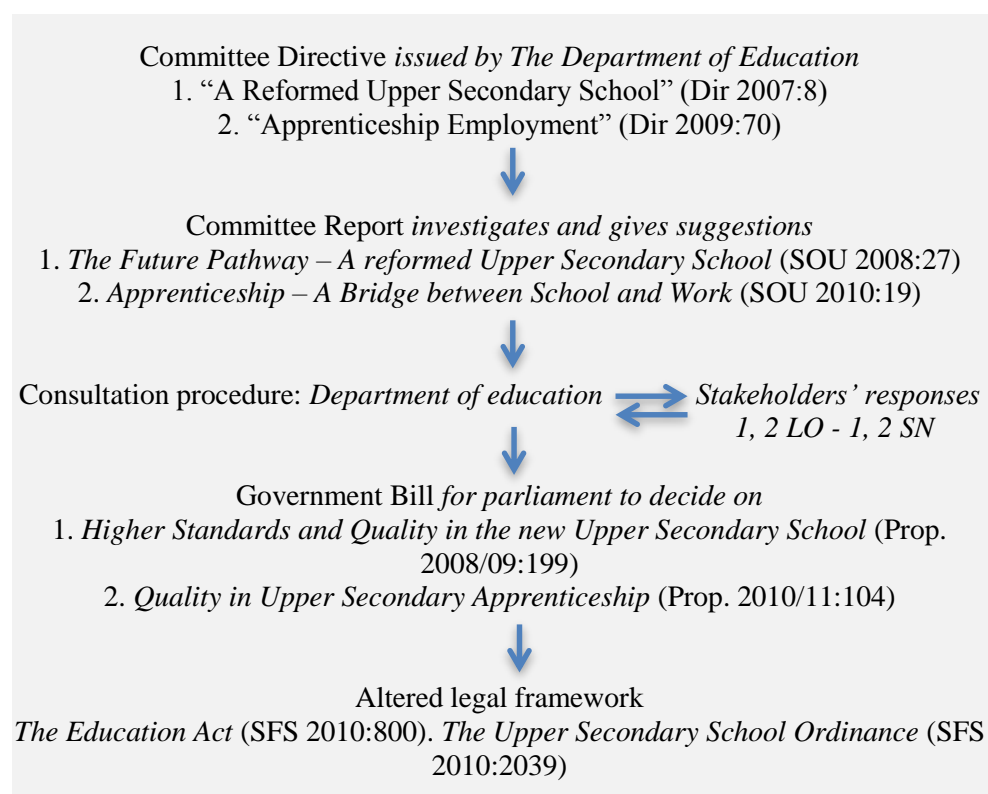 Committee Directive issued by The Department of Education
1. “A Reformed Upper Secondary School” (Dir 2007:8)
2. “Apprenticeship Employment” (Dir 2009:70)
Committee Report investigates and gives suggestions
1. The Future Pathway – A reformed Upper Secondary School (SOU 2008:27)
2. Apprenticeship – A Bridge between School and Work (SOU 2010:19)
Consultation procedure: Department of education Stakeholders’ responses
1, 2 LO - 1, 2 SN
Government Bill for parliament to decide on
1. Higher Standards and Quality in the new Upper Secondary School (Prop.
2008/09:199)
2. Quality in Upper Secondary Apprenticeship (Prop. 2010/11:104)
Altered legal framework
The Education Act (SFS 2010:800). The Upper Secondary School Ordinance (SFS
2010:2039)